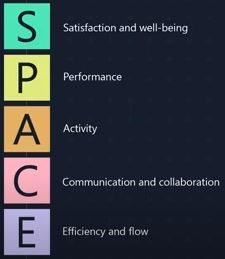 S Satisfaction and well-being
P Performance
A Activity
C Communication and collaboration
E Efficiency and flow